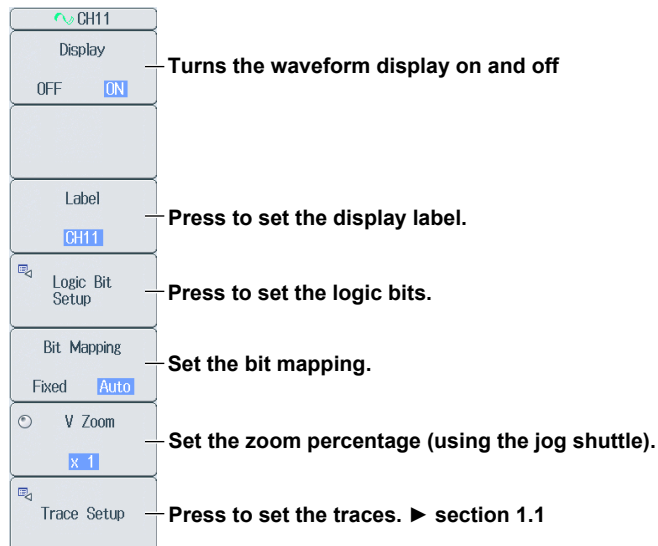 CH11
Display
OFF ON
Turns the waveform display on and off
Label
CH11
Press to set the display label.
Logic Bit
Setup
Press to set the logic bits.
Bit Mapping
Fixed Auto
Set the bit mapping.
V Zoom
x 1
Set the zoom percentage (using the jog shuttle).
Trace Setup
Press to set the traces. ► section 1.1